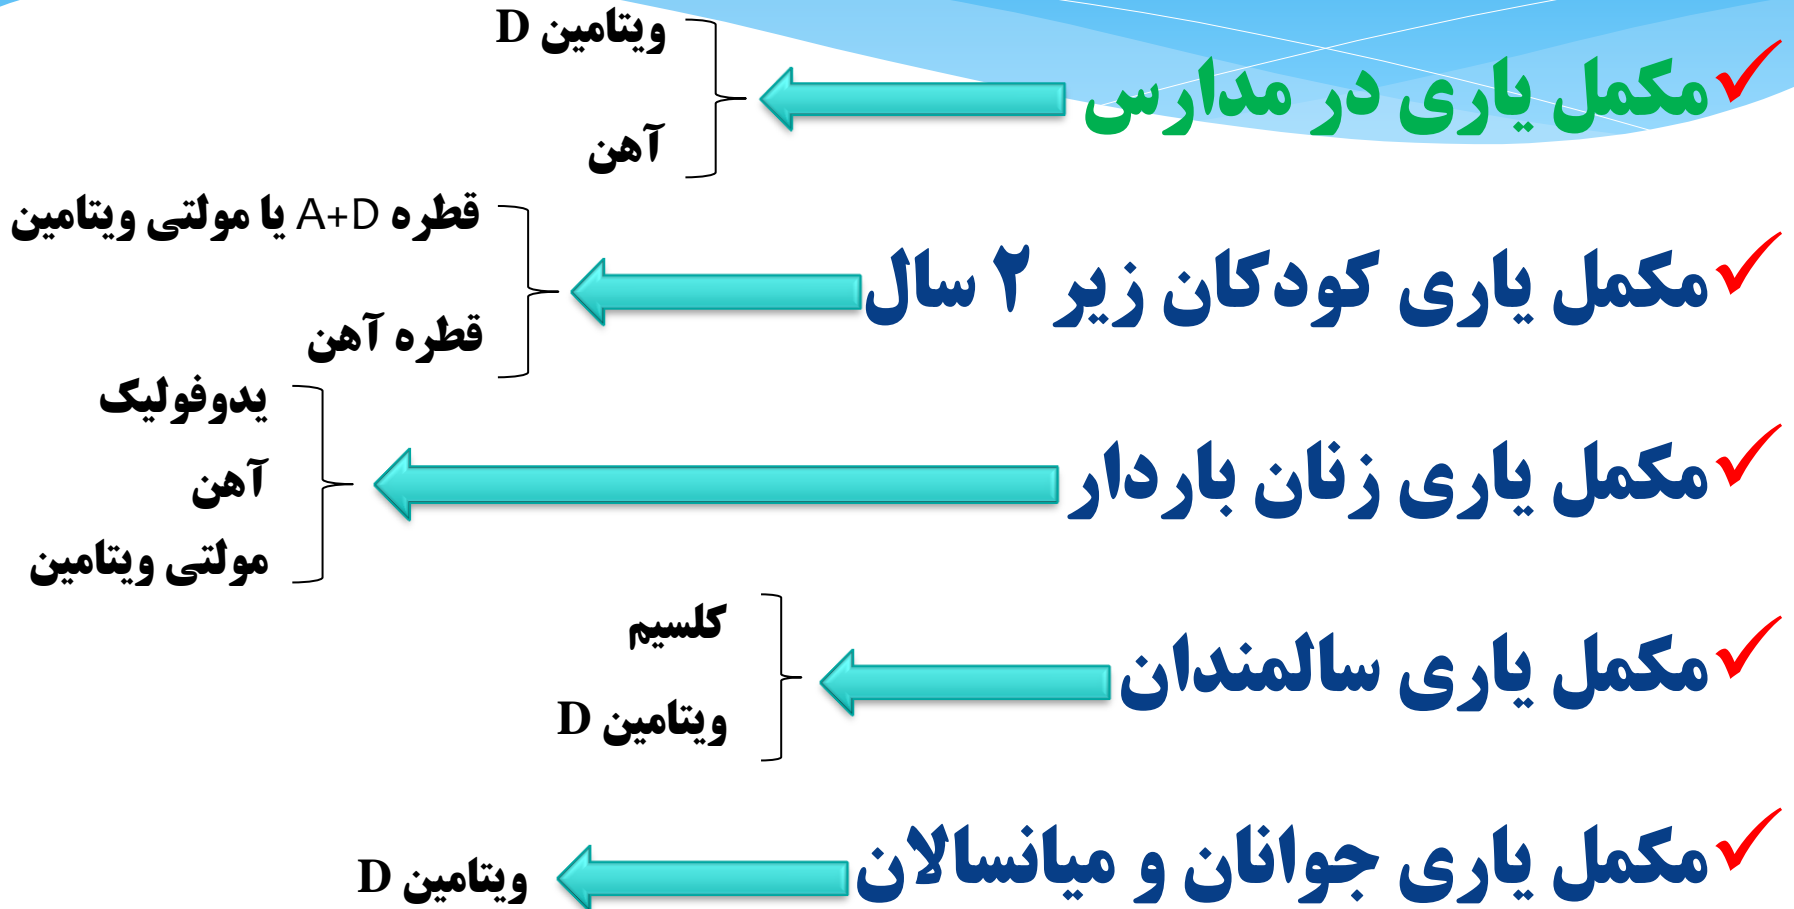 مکمل یاری در مدارس
ویتامین D
آهن
مکمل یاری کودکان زیر ۲ سال
قطره A+D یا مولتی ویتامین
قطره آهن
مکمل یاری زنان باردار
یدوفولیک
آهن
مولتی ویتامین
مکمل یاری سالمندان
کلسیم
ویتامین D
مکمل یاری جوانان و میانسالان
ویتامین D